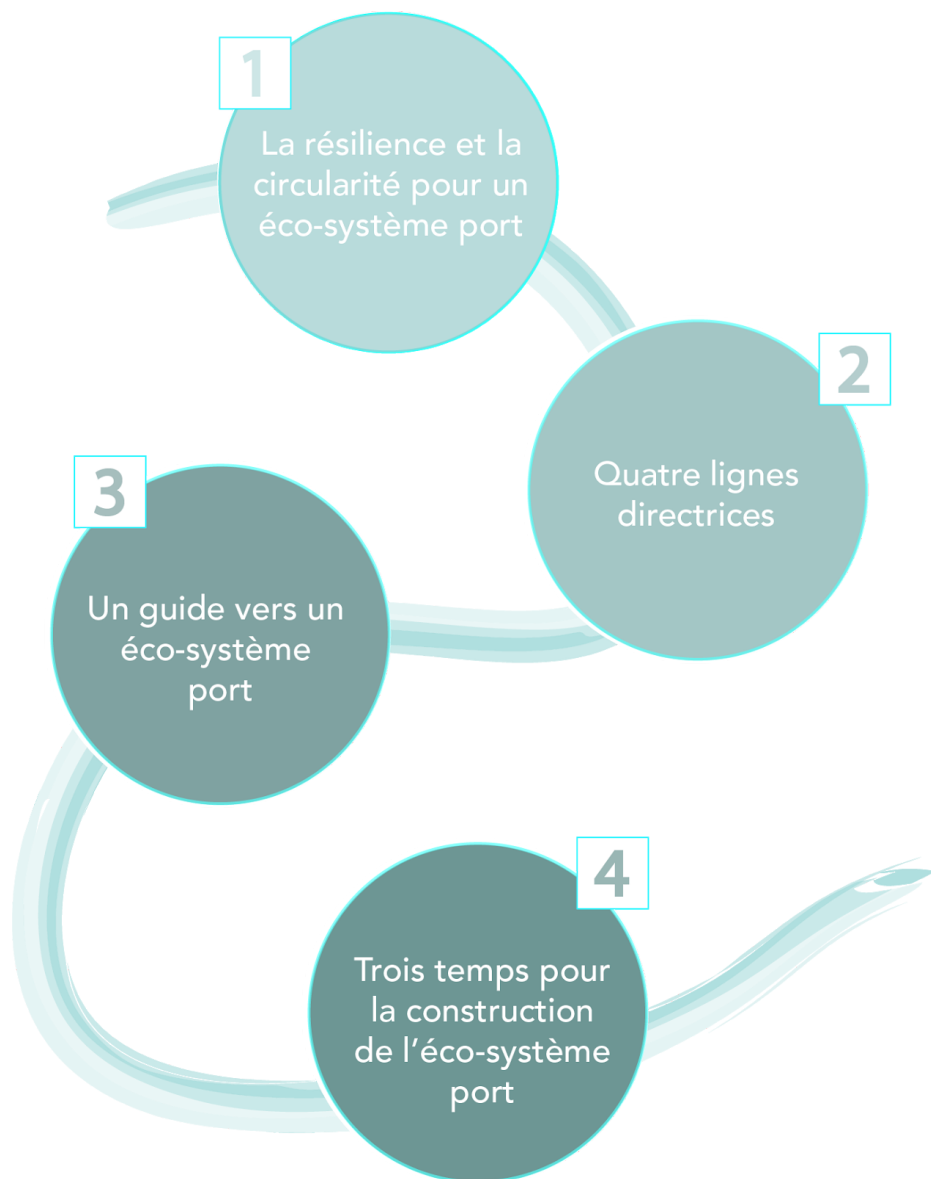 1
La résilience et la
circularité pour un
éco-système port
2
Quatre lignes
directrices
3
Un guide vers un
éco-système
port
4
Trois temps pour
la construction
de l'éco-système
port